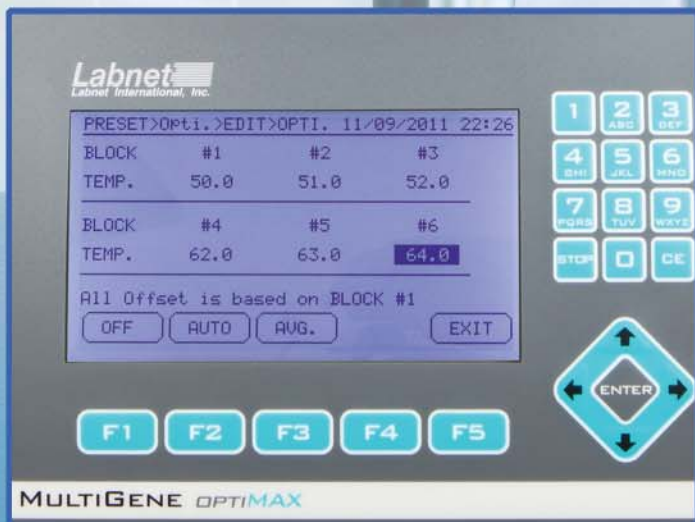 Labnet
Labnet International, Inc.
PRESET>Opti.>EDIT>OPTI. 11/09/2011 22:26
BLOCK #1 #2 #3
TEMP. 50.0 51.0 52.0
BLOCK #4 #5 #6
TEMP. 62.0 63.0 64.0
All Offset is based on BLOCK #1
OFF AUTO AVG. EXIT
F1 F2 F3 F4 F5
1 2 ABC 3 DEF
4 GHI 5 JKL 6 MNO
7 PQRS 8 TUV 9 WXYZ
STOP 0 CE
ENTER
MULTIGENE OPTIMAX